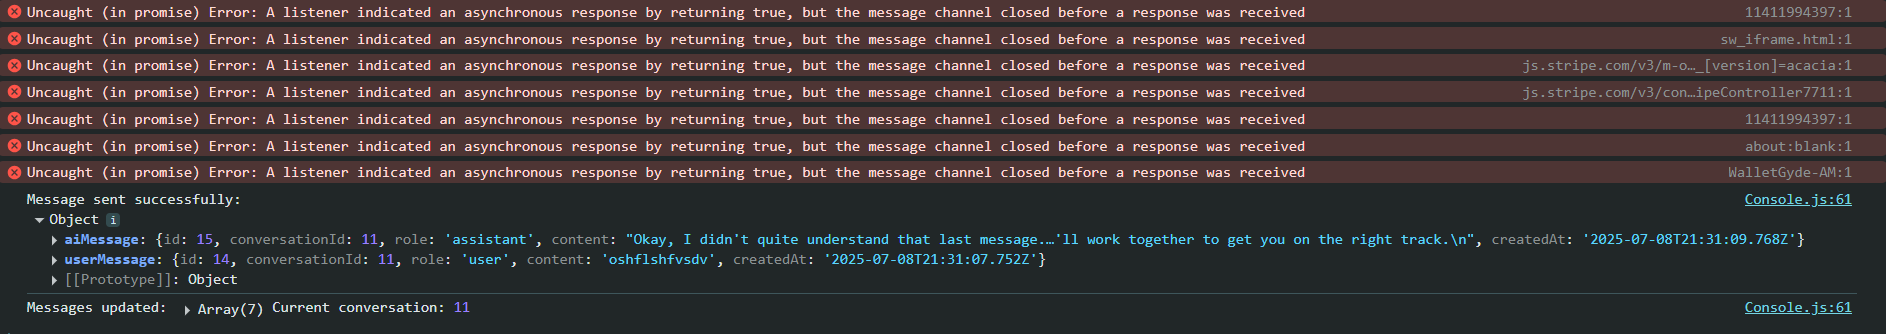 Uncaught (in promise) Error: A listener indicated an asynchronous response by returning true, but the message channel closed before a response was received 11411994397:1
Uncaught (in promise) Error: A listener indicated an asynchronous response by returning true, but the message channel closed before a response was received sw_iframe.html:1
Uncaught (in promise) Error: A listener indicated an asynchronous response by returning true, but the message channel closed before a response was received js.stripe.com/v3/m-o…_[version]=acacia:1
Uncaught (in promise) Error: A listener indicated an asynchronous response by returning true, but the message channel closed before a response was received js.stripe.com/v3/con…ipeController7711:1
Uncaught (in promise) Error: A listener indicated an asynchronous response by returning true, but the message channel closed before a response was received 11411994397:1
Uncaught (in promise) Error: A listener indicated an asynchronous response by returning true, but the message channel closed before a response was received about:blank:1
Uncaught (in promise) Error: A listener indicated an asynchronous response by returning true, but the message channel closed before a response was received WalletGyde-AM:1
Message sent successfully: Console.js:61
Object i
aiMessage: {id: 15, conversationId: 11, role: 'assistant', content: "Okay, I didn't quite understand that last message.…'ll work together to get you on the right track.\n", createdAt: '2025-07-08T21:31:09.768Z'}
userMessage: {id: 14, conversationId: 11, role: 'user', content: 'oshflshfvsdv', createdAt: '2025-07-08T21:31:07.752Z'}
[[Prototype]]: Object
Messages updated: Array(7) Current conversation: 11 Console.js:61